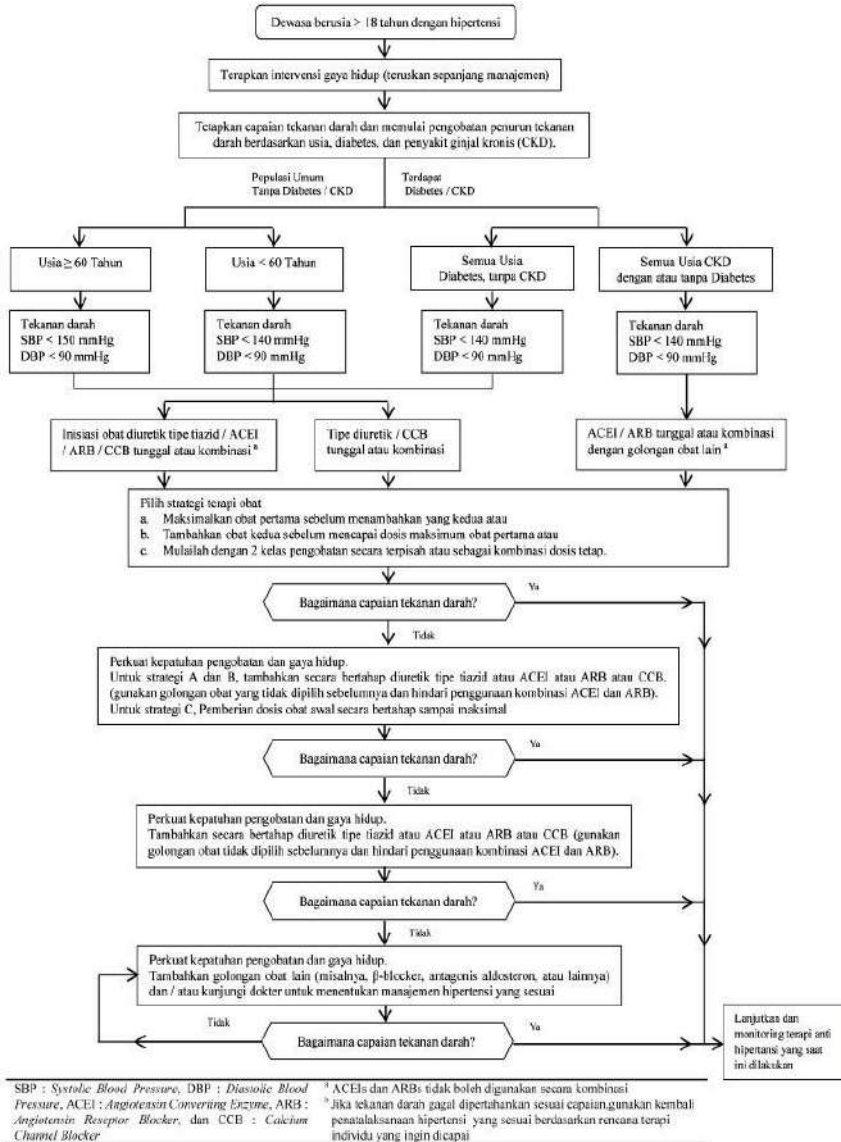 Dewasa berusia > 18 tahun dengan hipertensi
Terapkan intervensi gaya hidup (teruskan sepanjang manajemen)
Tetapkan capaian tekanan darah dan memulai pengobatan penurun tekanan
darah berdasarkan usia, diabetes, dan penyakit ginjal kronis (CKD).
Populasi Umum
Tanpa Diabetes / CKD
Terdapat
Diabetes / CKD
Usia ≥ 60 Tahun
Usia < 60 Tahun
Semua Usia
Diabetes, tanpa CKD
Semua Usia CKD
dengan atau tanpa Diabetes
Tekanan darah
SBP < 150 mmHg
DBP < 90 mmHg
Tekanan darah
SBP < 140 mmHg
DBP < 90 mmHg
Tekanan darah
SBP < 140 mmHg
DBP < 90 mmHg
Tekanan darah
SBP < 140 mmHg
DBP < 90 mmHg
Inisiasi obat diuretik tipe tiazid / ACEI
/ ARB / CCB tunggal atau kombinasi a
Tipe diuretik / CCB
tunggal atau kombinasi
ACEI / ARB tunggal atau kombinasi
dengan golongan obat lain a
Pilih strategi terapi obat
a. Maksimalkan obat pertama sebelum menambahkan yang kedua atau
b. Tambahkan obat kedua sebelum mencapai dosis maksimum obat pertama atau
c. Mulailah dengan 2 kelas pengobatan secara terpisah atau sebagai kombinasi dosis tetap.
Bagaimana capaian tekanan darah?
Ya
Tidak
Perkuat kepatuhan pengobatan dan gaya hidup.
Untuk strategi A dan B, tambahkan secara bertahap diuretik tipe tiazid atau ACEI atau ARB atau CCB.
(gunakan golongan obat yang tidak dipilih sebelumnya dan hindari penggunaan kombinasi ACEI dan ARB).
Untuk strategi C, Pemberian dosis obat awal secara bertahap sampai maksimal
Bagaimana capaian tekanan darah?
Ya
Tidak
Perkuat kepatuhan pengobatan dan gaya hidup.
Tambahkan secara bertahap diuretik tipe tiazid atau ACEI atau ARB atau CCB (gunakan
golongan obat tidak dipilih sebelumnya dan hindari penggunaan kombinasi ACEI dan ARB).
Bagaimana capaian tekanan darah?
Ya
Tidak
Perkuat kepatuhan pengobatan dan gaya hidup.
Tambahkan golongan obat lain (misalnya, β-blocker, antagonis aldosteron, atau lainnya)
dan / atau kunjungi dokter untuk menentukan manajemen hipertensi yang sesuai
Tidak
Bagaimana capaian tekanan darah?
Ya
Lanjutkan dan
monitoring terapi anti
hipertansi yang saat
ini dilakukan
SBP : Systolic Blood Pressure, DBP : Diastolic Blood
Pressure, ACEI : Angiotensin Converting Enzyme, ARB :
Angiotensin Reseptor Blocker, dan CCB : Calcium
Channel Blocker
a ACEIs dan ARBs tidak boleh digunakan secara kombinasi
b Jika tekanan darah gagal dipertahankan sesuai capaian,gunakan kembali
penatalaksanaan hipertensi yang sesuai berdasarkan rencana terapi
individu yang ingin dicapai